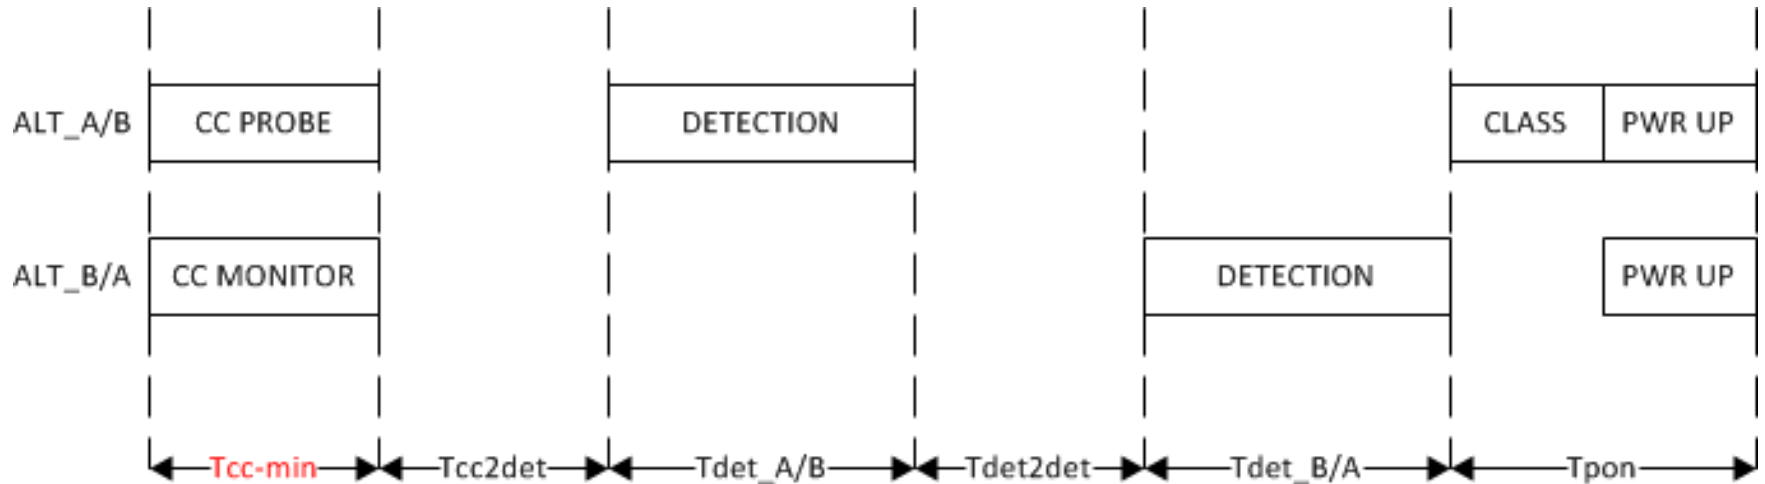 ALT_A/B CC PROBE DETECTION CLASS PWR UP
ALT_B/A CC MONITOR DETECTION PWR UP
Tcc-min Tcc2det Tdet_A/B Tdet2det Tdet_B/A Tpon